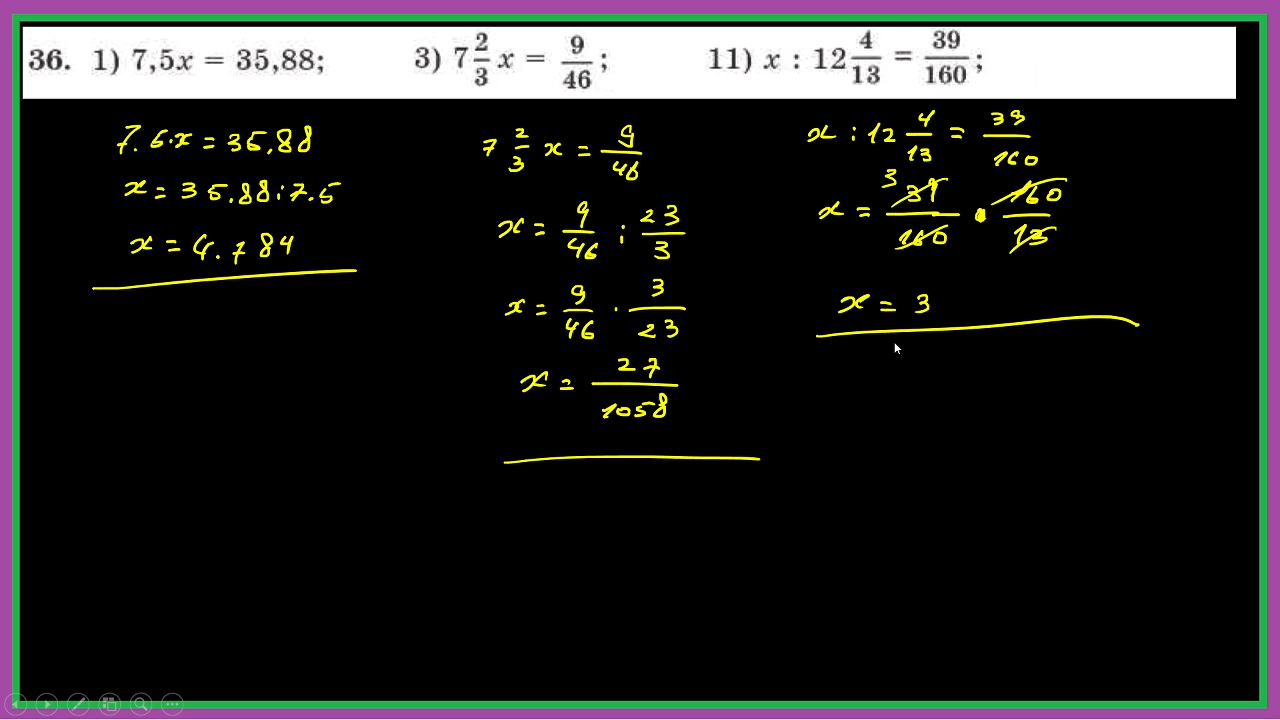 36. 1) 7,5x = 35,88; 3) 7 2/3 x = 9/46; 11) x : 12 4/13 = 39/160;
7.5·x = 35.88
x = 35.88:7.5
x = 4.784
7 2/3 x = 9/46
x = 9/46 : 23/3
x = 9/46 · 3/23
x = 27/1058
x : 12 4/13 = 39/160
x = 3 39/160 · 160/13
x = 3